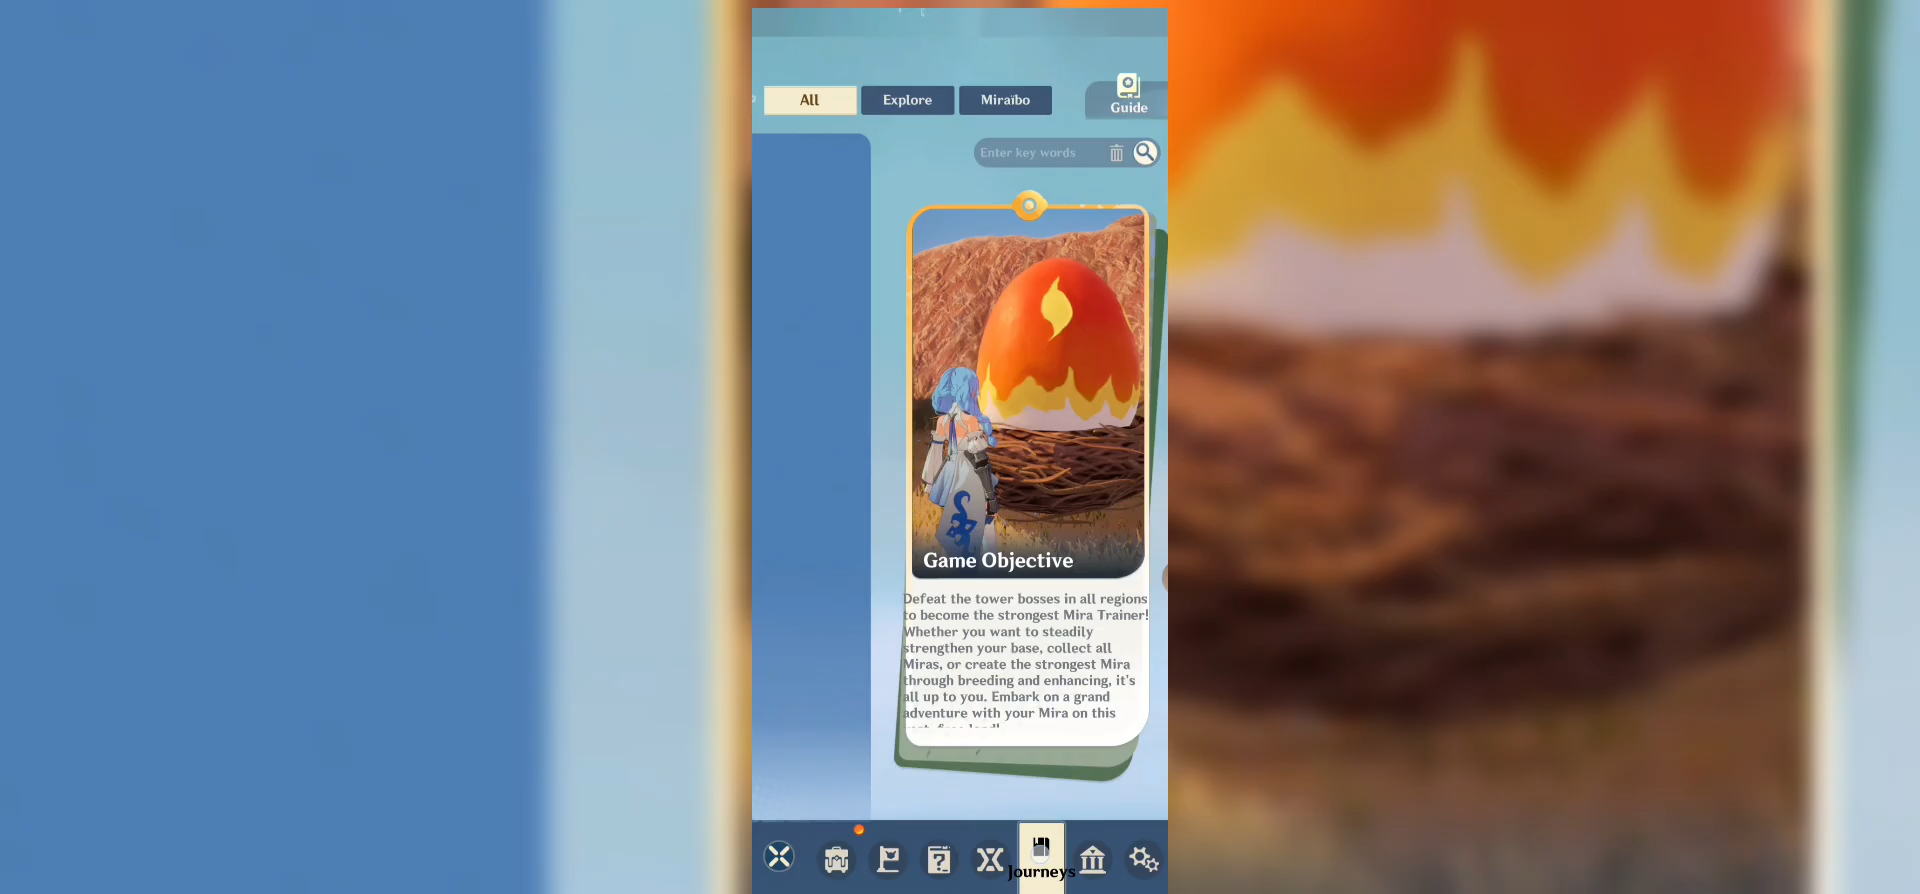 All
Explore
Miraïbo
Guide
Enter key words
Game Objective
Defeat the tower bosses in all regions
to become the strongest Mira Trainer!
Whether you want to steadily
strengthen your base, collect all
Miras, or create the strongest Mira
through breeding and enhancing, it's
all up to you. Embark on a grand
adventure with your Mira on this
Journeys